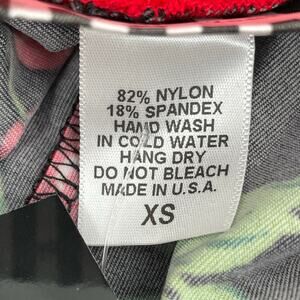 82% NYLON
18% SPANDEX
HAND WASH
IN COLD WATER
HANG DRY
DO NOT BLEACH
MADE IN U.S.A.
XS